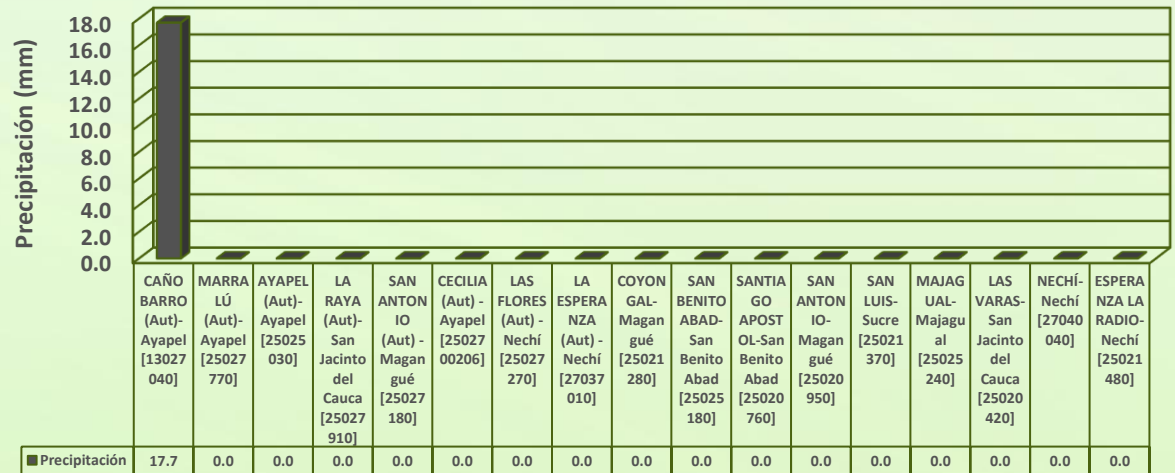 Precipitación (mm)
18.0
16.0
14.0
12.0
10.0
8.0
6.0
4.0
2.0
0.0
CAÑO
BARRO
(Aut)-
Ayapel
[13027
040]
MARRA
LÚ
(Aut)-
Ayapel
[25027
770]
AYAPEL
(Aut)-
Ayapel
[25025
030]
LA
RAYA
(Aut)-
San
Jacinto
del
Cauca
[25027
910]
SAN
ANTON
IO
(Aut) -
Magan
gué
[25027
180]
CECILIA
(Aut) -
Ayapel
[25027
00206]
LAS
FLORES
(Aut) -
Nechí
[25027
270]
LA
ESPERA
NZA
(Aut) -
Nechí
[27037
010]
COYON
GAL-
Magan
gué
[25021
280]
SAN
BENITO
ABAD-
San
Benito
Abad
[25025
180]
SANTIA
GO
APOST
OL-San
Benito
Abad
[25020
760]
SAN
ANTON
IO-
Magan
gué
[25020
950]
SAN
LUIS-
Sucre
[25021
370]
MAJAG
UAL-
Majagu
al
[25025
240]
LAS
VARAS-
San
Jacinto
del
Cauca
[25020
420]
NECHÍ-
Nechí
[27040
040]
ESPERA
NZA LA
RADIO-
Nechí
[25021
480]
Precipitación 17.7 0.0 0.0 0.0 0.0 0.0 0.0 0.0 0.0 0.0 0.0 0.0 0.0 0.0 0.0 0.0 0.0